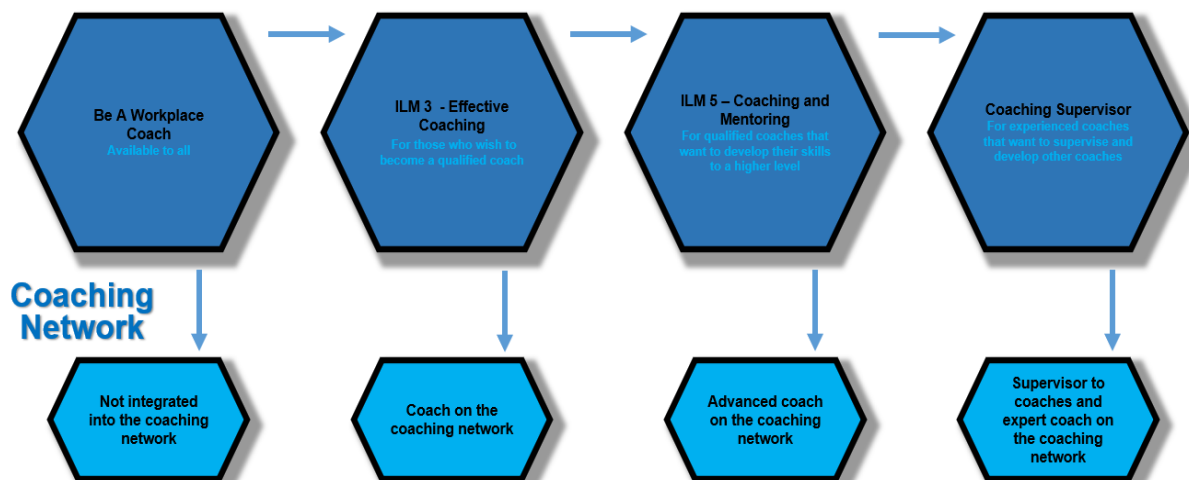 Be A Workplace
Coach
Available to all
ILM 3  - Effective
Coaching
For those who wish to
become a qualified coach
ILM 5 – Coaching and
Mentoring
For qualified coaches that
want to develop their skills
to a higher level
Coaching Supervisor
For experienced coaches
that want to supervise and
develop other coaches
Coaching
Network
Not integrated
into the coaching
network
Coach on the
coaching network
Advanced coach
on the coaching
network
Supervisor to
coaches and
expert coach on
the coaching
network